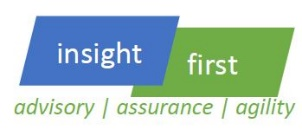 insight
first
advisory | assurance | agility